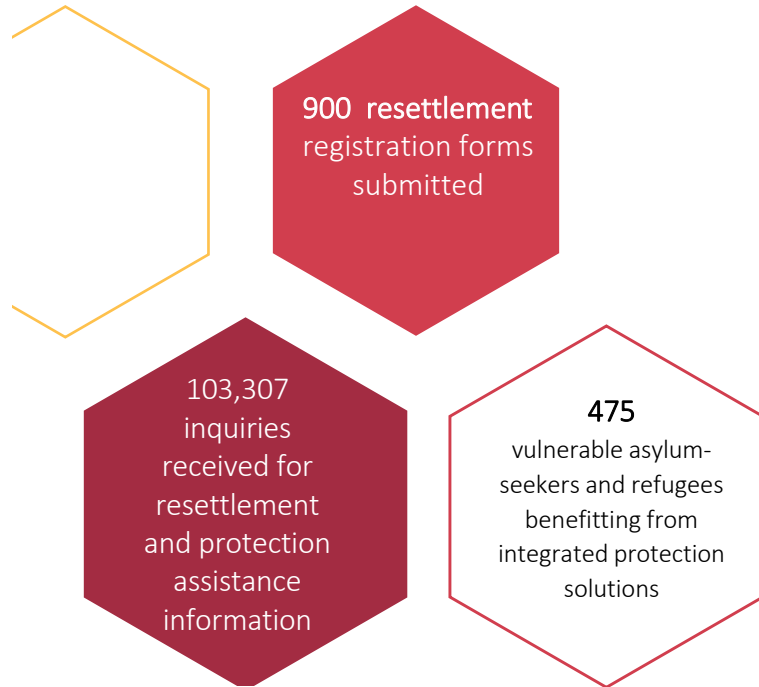 900 resettlement
registration forms
submitted
103,307
inquiries
received for
resettlement
and protection
assistance
information
475
vulnerable asylum-
seekers and refugees
benefitting from
integrated protection
solutions